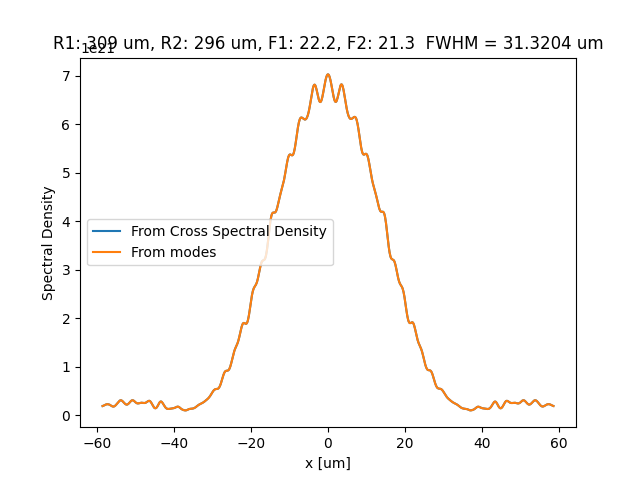 R1: 309 um, R2: 296 um, F1: 22.2, F2: 21.3  FWHM = 31.3204 um
1e21
7
6
5
4
3
2
1
0
Spectral Density
From Cross Spectral Density
From modes
−60
−40
−20
0
20
40
60
x [um]